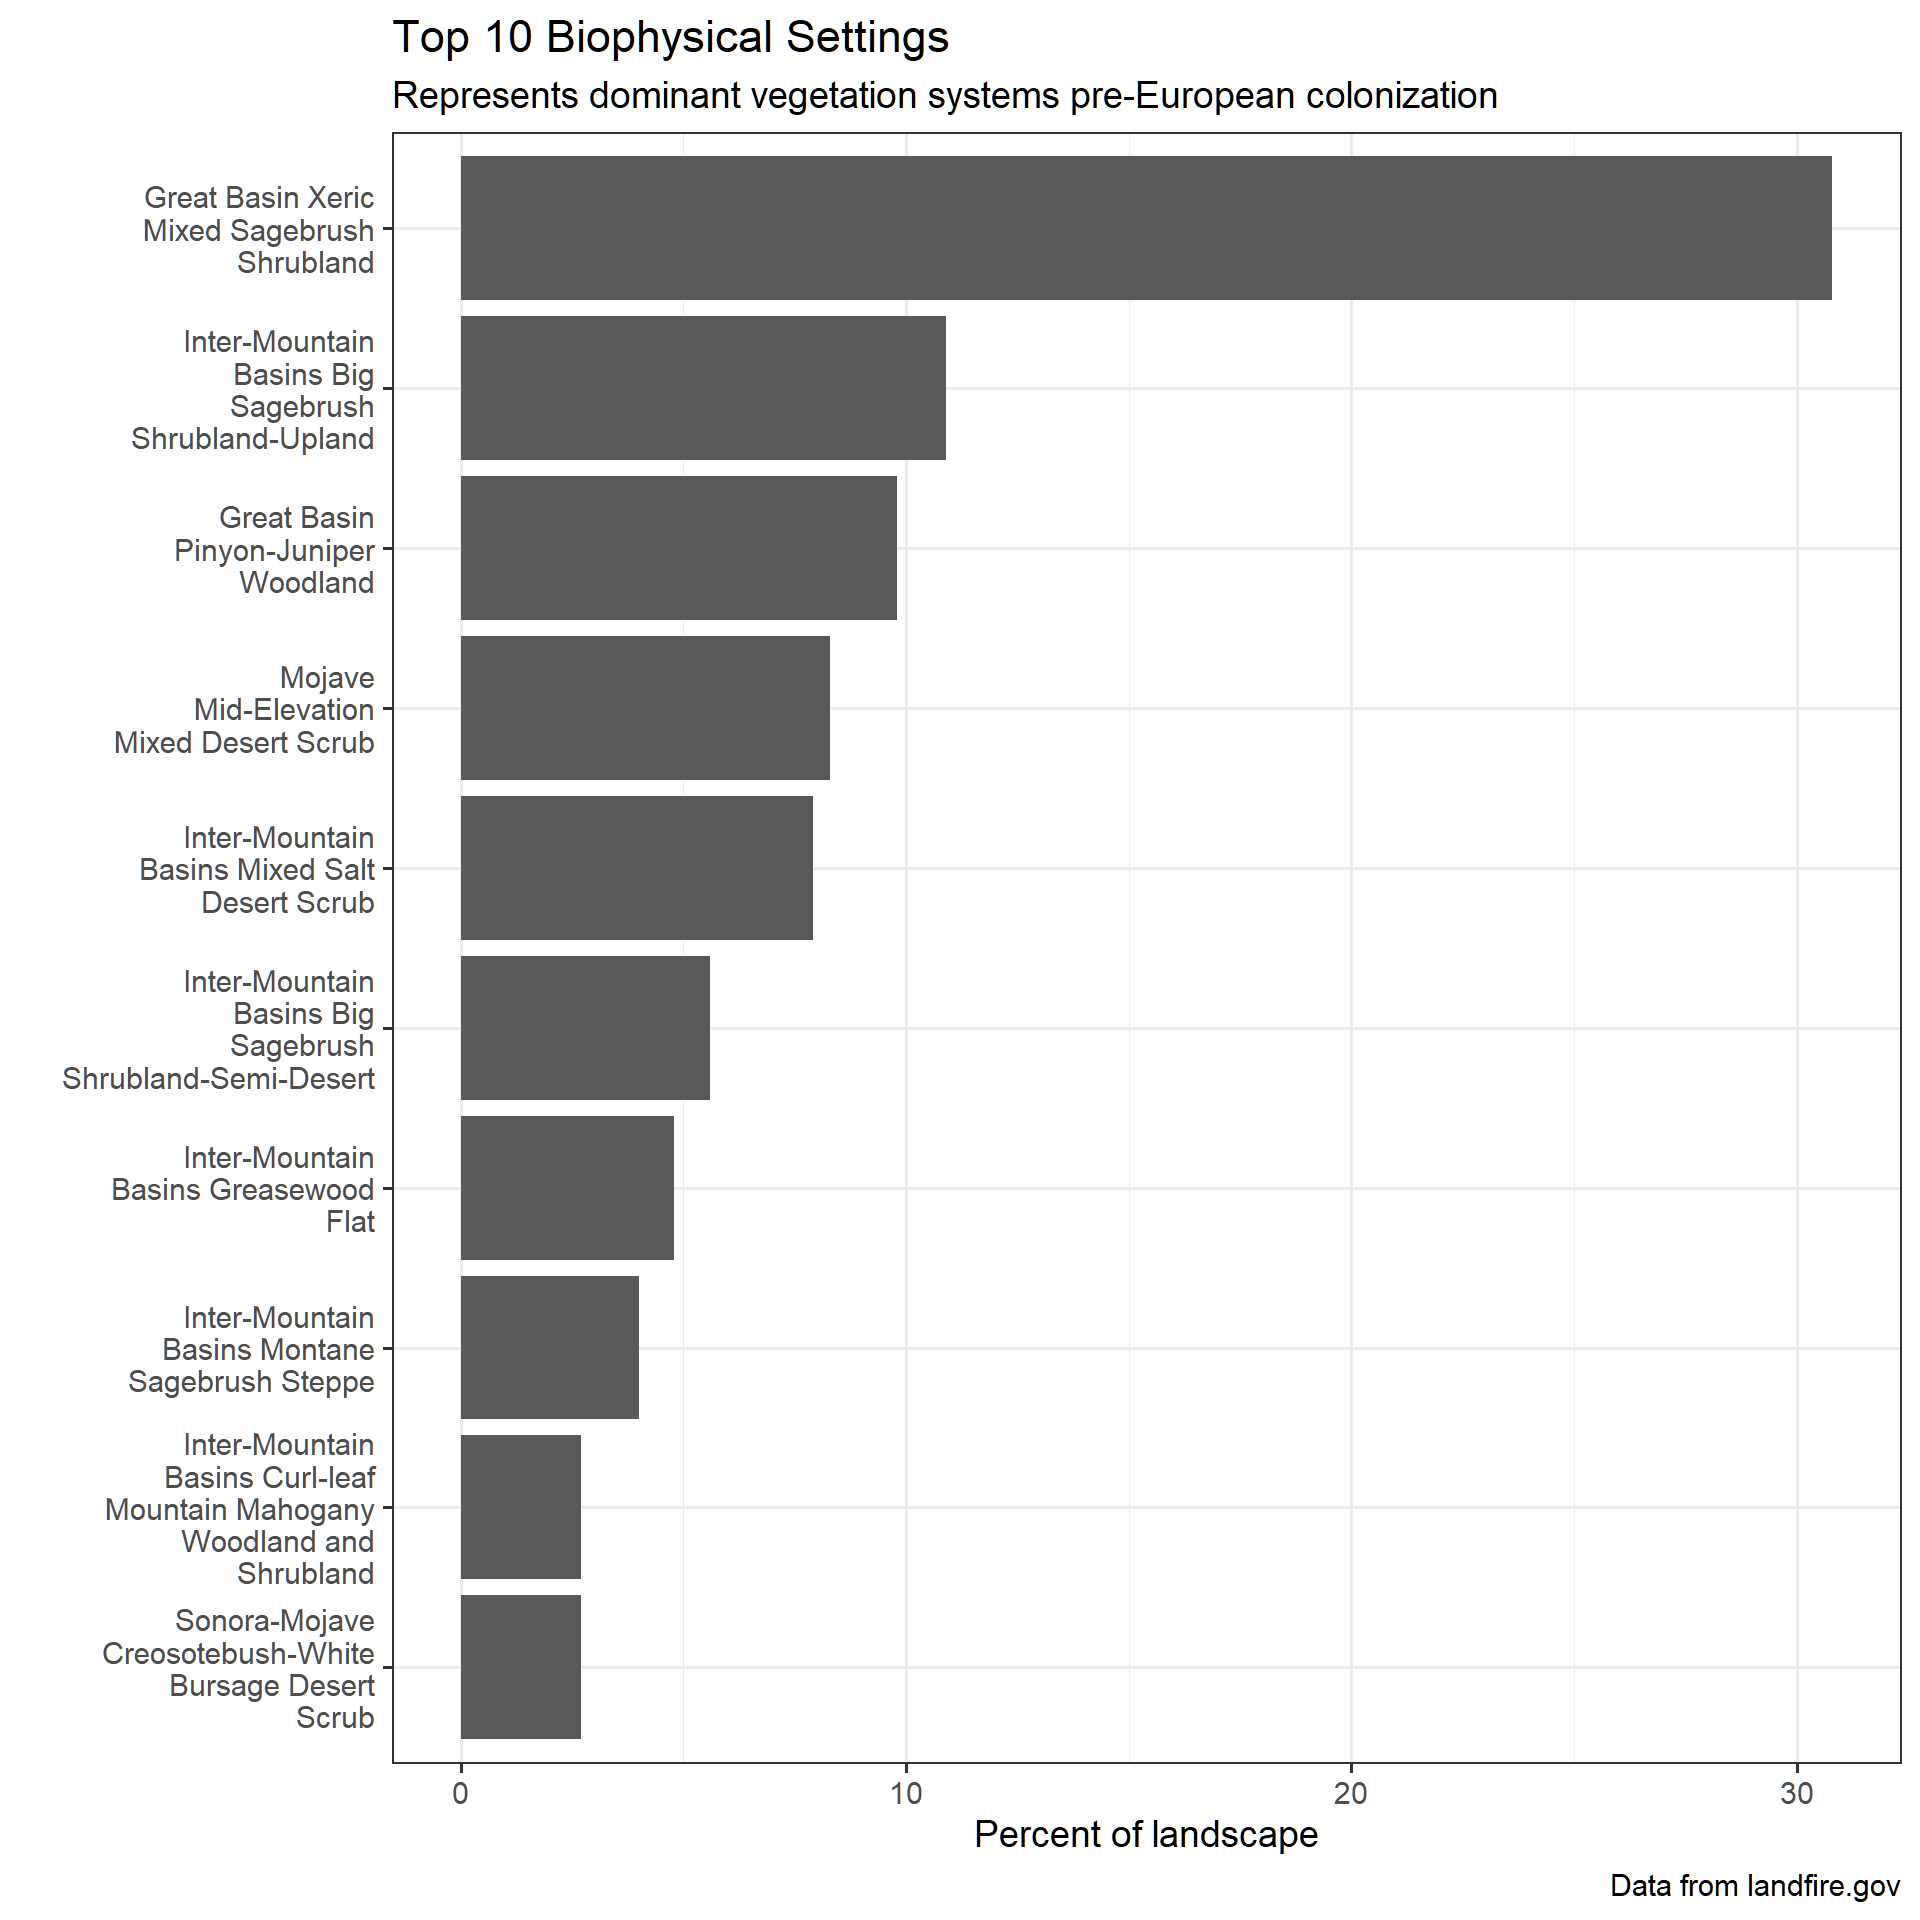 Top 10 Biophysical Settings
Represents dominant vegetation systems pre-European colonization
Great Basin Xeric
Mixed Sagebrush
Shrubland
Inter-Mountain
Basins Big
Sagebrush
Shrubland-Upland
Great Basin
Pinyon-Juniper
Woodland
Mojave
Mid-Elevation
Mixed Desert Scrub
Inter-Mountain
Basins Mixed Salt
Desert Scrub
Inter-Mountain
Basins Big
Sagebrush
Shrubland-Semi-Desert
Inter-Mountain
Basins Greasewood
Flat
Inter-Mountain
Basins Montane
Sagebrush Steppe
Inter-Mountain
Basins Curl-leaf
Mountain Mahogany
Woodland and
Shrubland
Sonora-Mojave
Creosotebush-White
Bursage Desert
Scrub
0 10 20 30
Percent of landscape
Data from landfire.gov